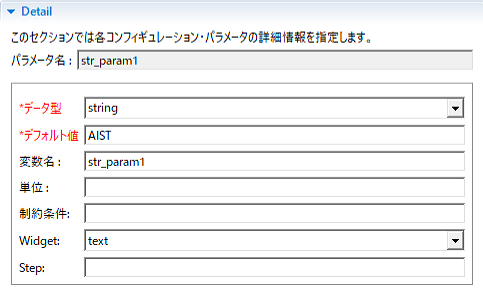 Detail
このセクションでは各コンフィギュレーション・パラメータの詳細情報を指定します。
パラメータ名 : str_param1
*データ型 string
*デフォルト値 AIST
変数名 : str_param1
単位 :
制約条件:
Widget: text
Step: